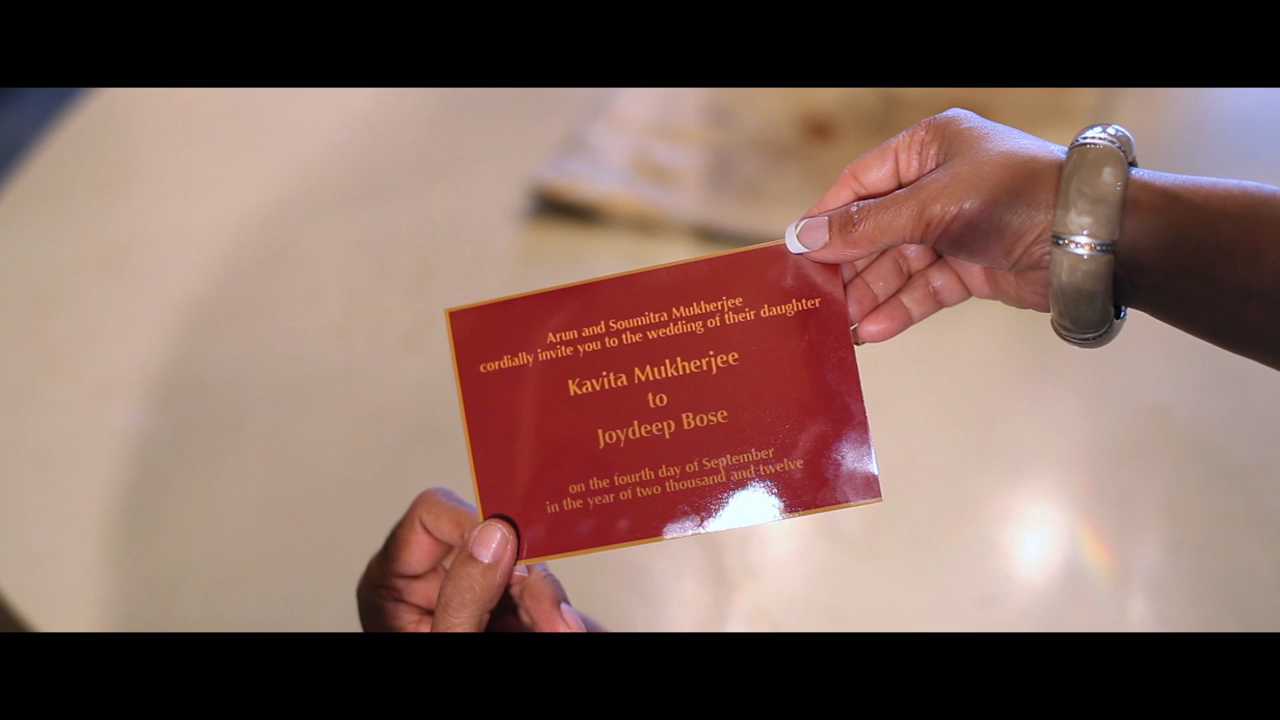 Arun and Soumitra Mukherjee
cordially invite you to the wedding of their daughter
Kavita Mukherjee
to
Joydeep Bose
on the fourth day of September
in the year of two thousand and twelve